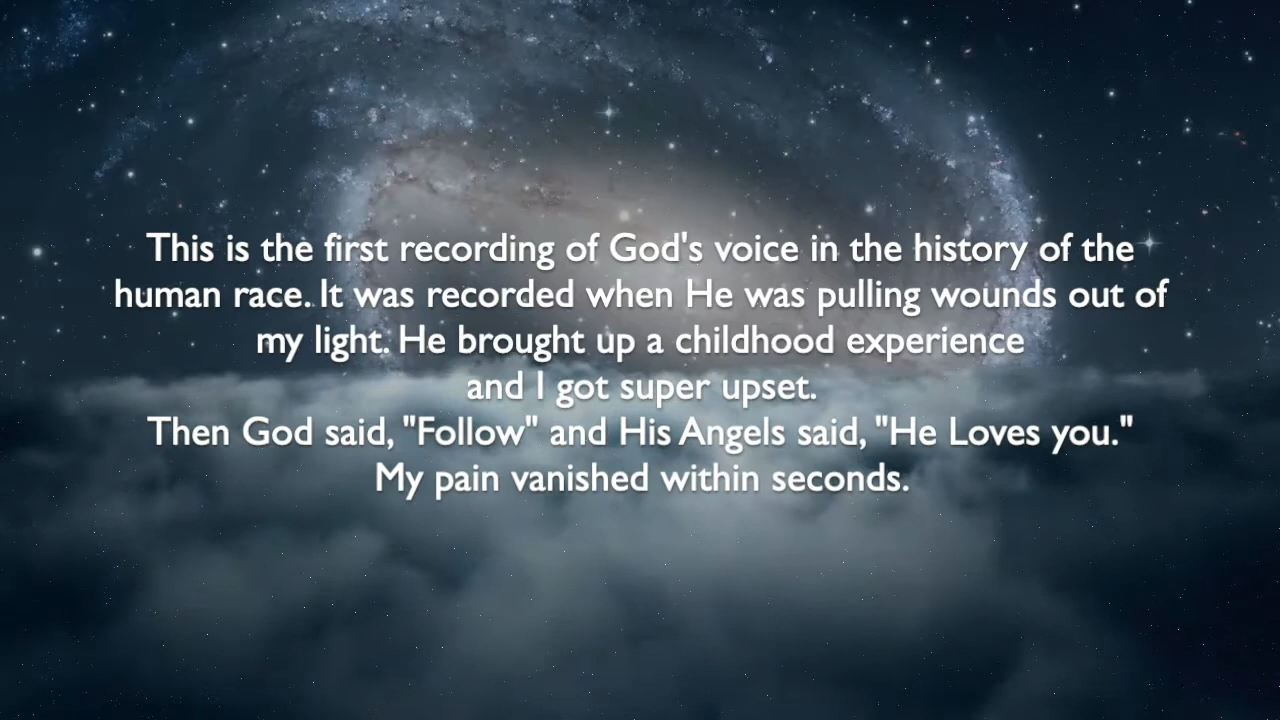 This is the first recording of God's voice in the history of the
human race. It was recorded when He was pulling wounds out of
my light. He brought up a childhood experience
and I got super upset.
Then God said, "Follow" and His Angels said, "He Loves you."
My pain vanished within seconds.